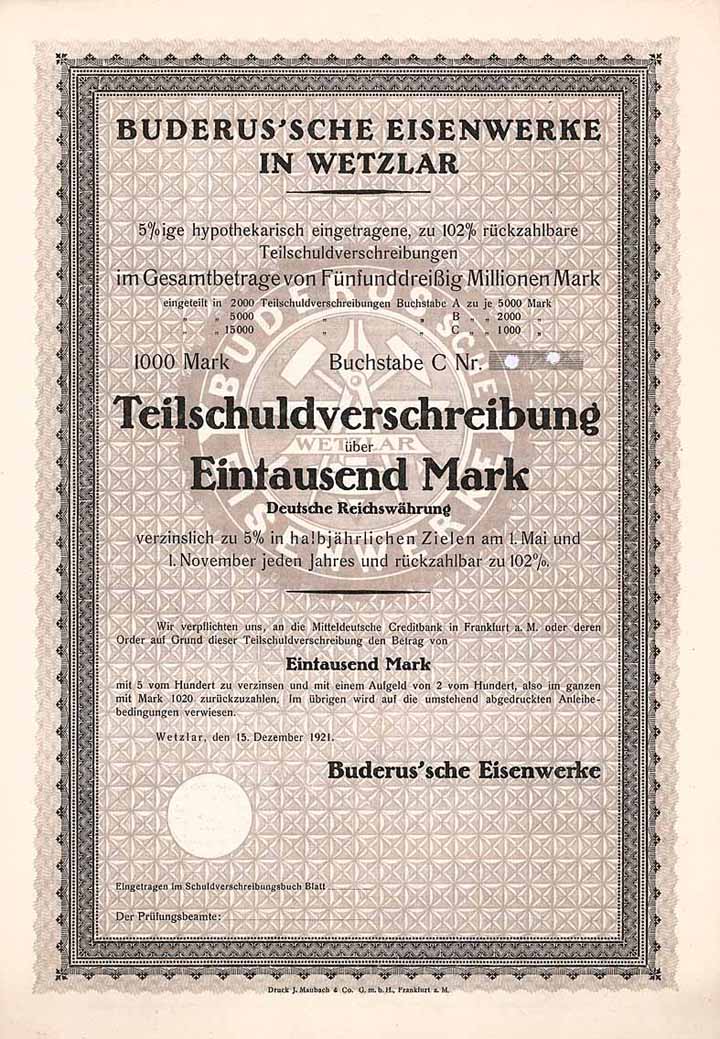 BUDERUS'SCHE EISENWERKE
IN WETZLAR
5%ige hypothekarisch eingetragene, zu 102% rückzahlbare
Teilschuldverschreibungen
im Gesamtbetrage von Fünfunddreißig Millionen Mark
eingeteilt in 2000 Teilschuldverschreibungen Buchstabe A zu je 5000 Mark
„ „ 5000 „ „ B „ „ 2000 „
„ „ 15000 „ „ C „ „ 1000 „
1000 Mark Buchstabe C Nr.
BUDERUS'SCHE
WETZLAR
EISENWERKE
Teilschuldverschreibung
über
Eintausend Mark
Deutsche Reichswährung
verzinslich zu 5% in halbjährlichen Zielen am 1. Mai und
1. November jeden Jahres und rückzahlbar zu 102%.
Wir verpflichten uns, an die Mitteldeutsche Creditbank in Frankfurt a. M. oder deren
Order auf Grund dieser Teilschuldverschreibung den Betrag von
Eintausend Mark
mit 5 vom Hundert zu verzinsen und mit einem Aufgeld von 2 vom Hundert, also im ganzen
mit Mark 1020 zurückzuzahlen. Im übrigen wird auf die umstehend abgedruckten Anleihe-
bedingungen verwiesen.
Wetzlar, den 15. Dezember 1921.
Buderus'sche Eisenwerke
Eingetragen im Schuldverschreibungsbuch Blatt
Der Prüfungsbeamte:
Druck J. Maubach & Co. G. m. b. H., Frankfurt a. M.